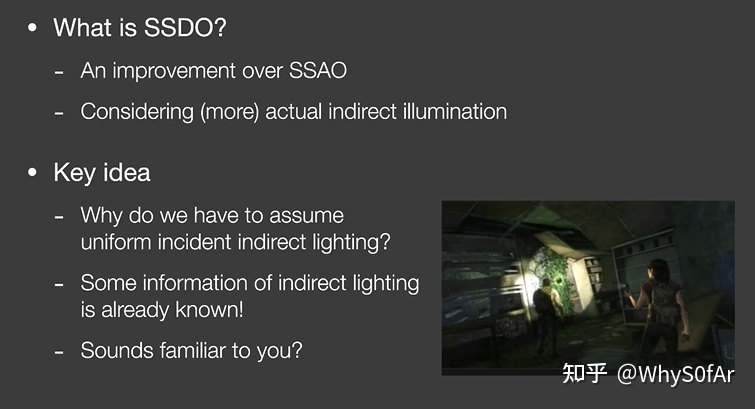 • What is SSDO?
- An improvement over SSAO
- Considering (more) actual indirect illumination
• Key idea
- Why do we have to assume
uniform incident indirect lighting?
- Some information of indirect lighting
is already known!
- Sounds familiar to you?
知乎 @WhyS0fAr